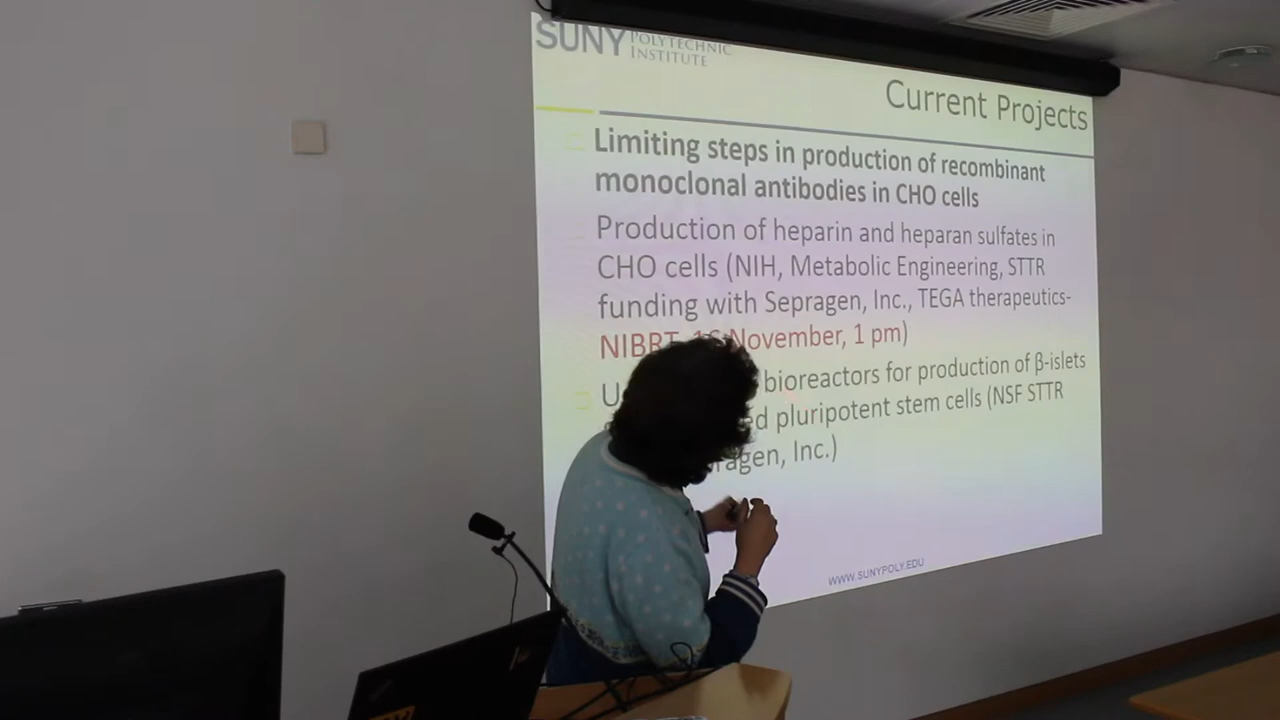 SUNY POLYTECHNIC
INSTITUTE
Current Projects
Limiting steps in production of recombinant
monoclonal antibodies in CHO cells
Production of heparin and heparan sulfates in
CHO cells (NIH, Metabolic Engineering, STTR
funding with Sepragen, Inc., TEGA therapeutics-
NIBRT, November, 1 pm)
bioreactors for production of β-islets
pluripotent stem cells (NSF STTR
Inc.)
WWW.SUNYPOLY.EDU